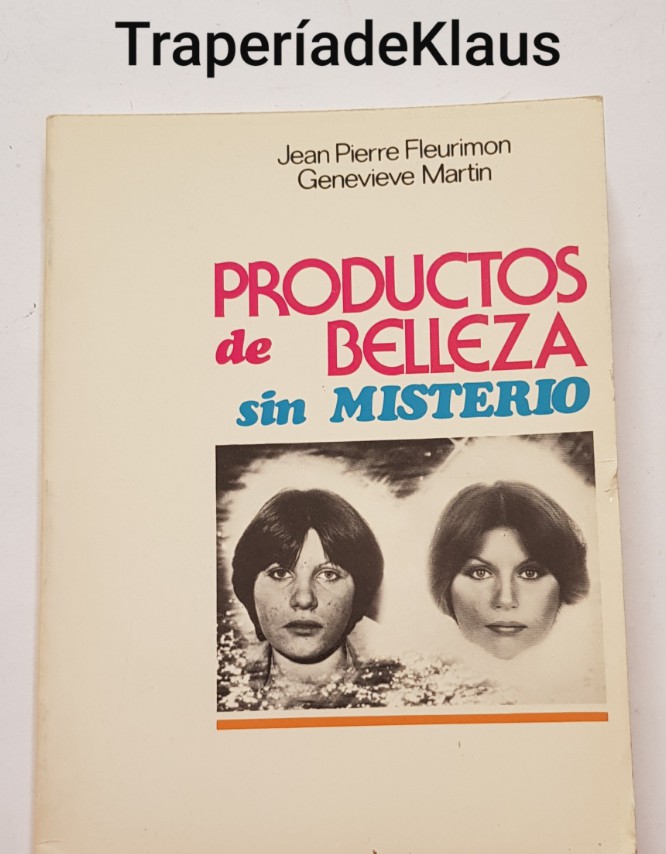 TraperíadeKlaus
Jean Pierre Fleurimon
Genevieve Martin
PRODUCTOS
de BELLEZA
sin MISTERIO